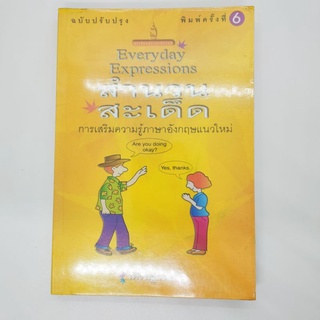 ฉบับปรับปรุง พิมพ์ครั้งที่ 6
Everyday
Expressions
สำนวน
สะเด็ด
การเสริมความรู้ภาษาอังกฤษแนวใหม่
Are you doing
okay?
Yes, thanks.